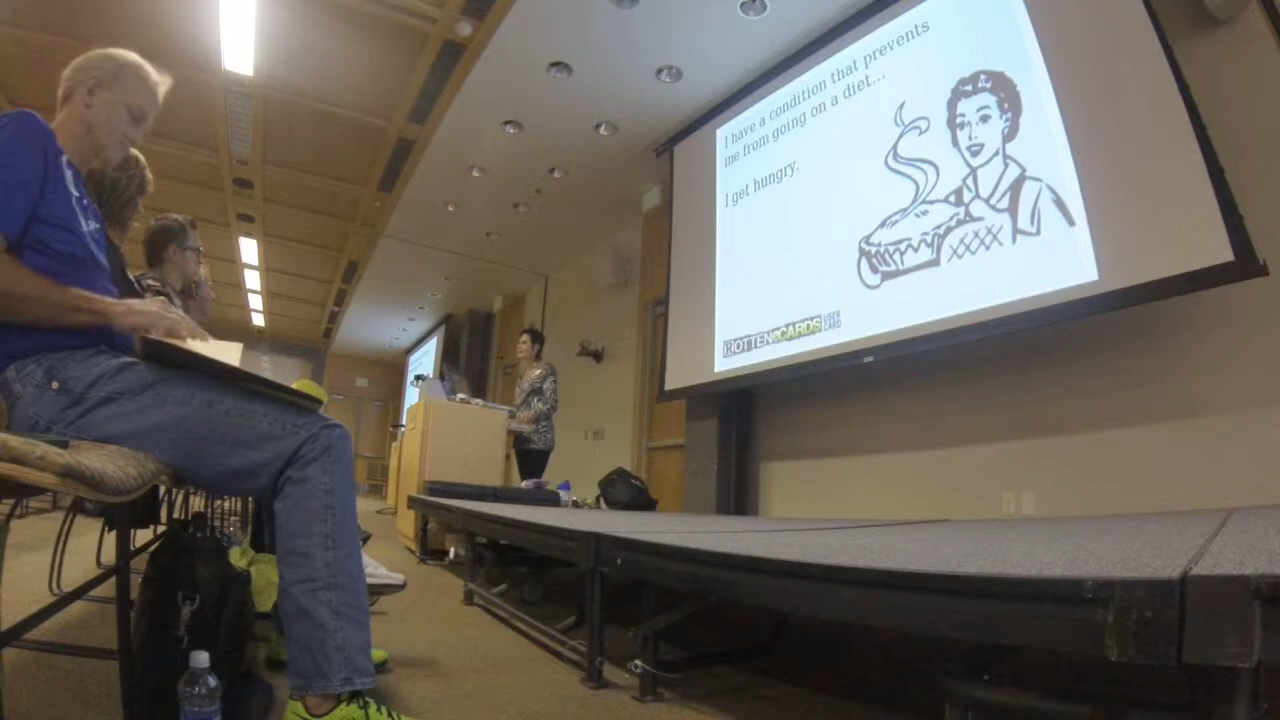 I have a condition that prevents
me from going on a diet...
I get hungry.
ROTTENeCARDS USER
CARD